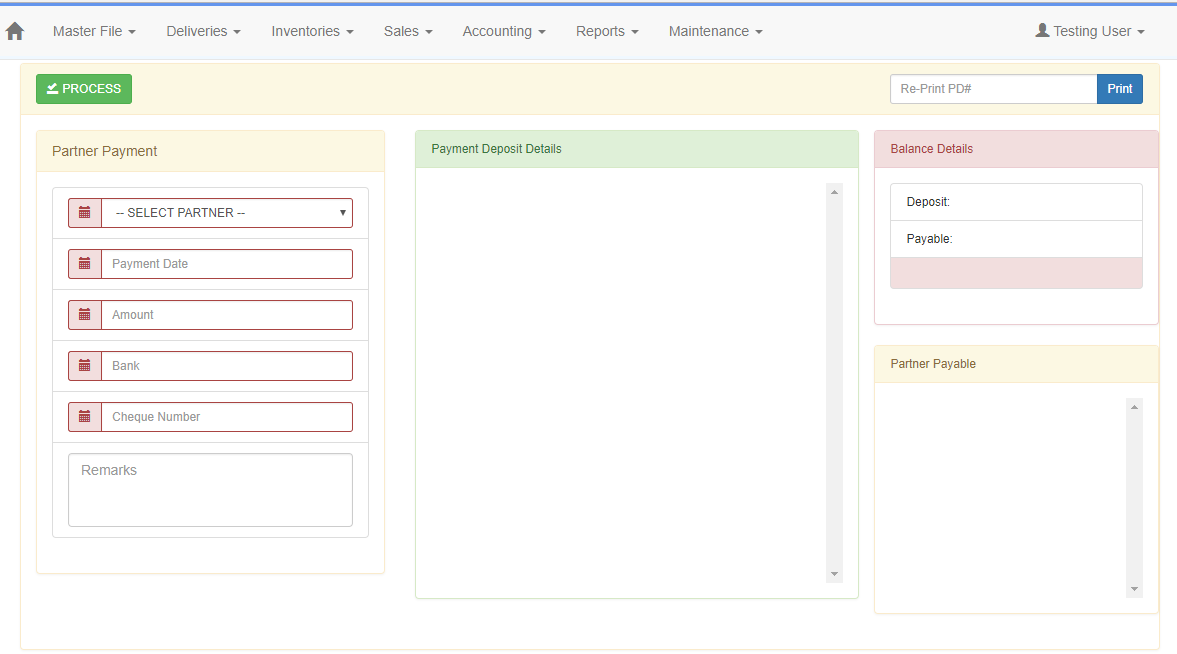 Master File Deliveries Inventories Sales Accounting Reports Maintenance Testing User
PROCESS
Re-Print PD# Print
Partner Payment
-- SELECT PARTNER --
Payment Date
Amount
Bank
Cheque Number
Remarks
Payment Deposit Details
Balance Details
Deposit:
Payable:
Partner Payable